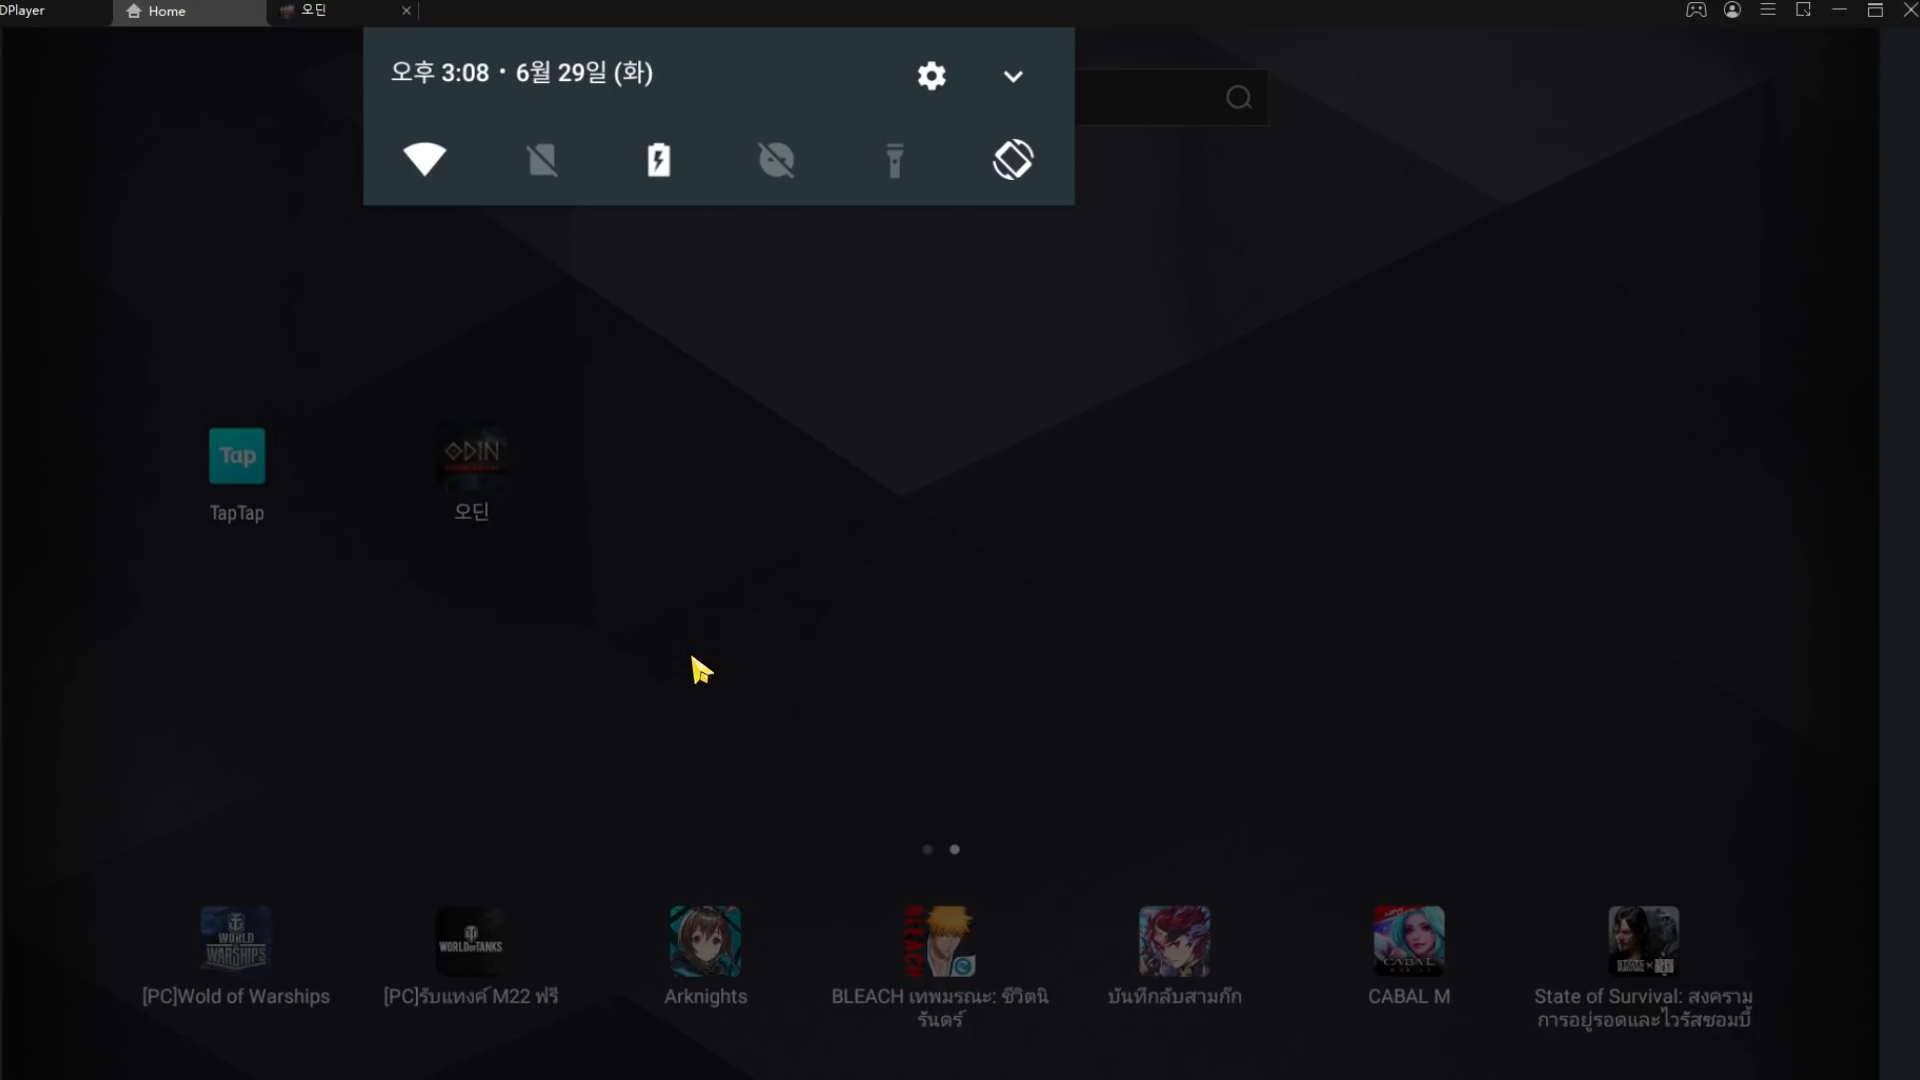 DPlayer
Home
오딘
오후 3:08 · 6월 29일 (화)
Tap
TapTap
ODIN
오딘
WORLD OF WARSHIPS
[PC]Wold of Warships
WORLD OF TANKS
[PC]รับแทงค์ M22 ฟรี
Arknights
BLEACH
BLEACH เทพมรณะ: ชีวิตนิ
รันดร์
บันทึกลับสามก๊ก
CABAL
CABAL M
STATE
State of Survival: สงคราม
การอยู่รอดและไวรัสซอมบี้